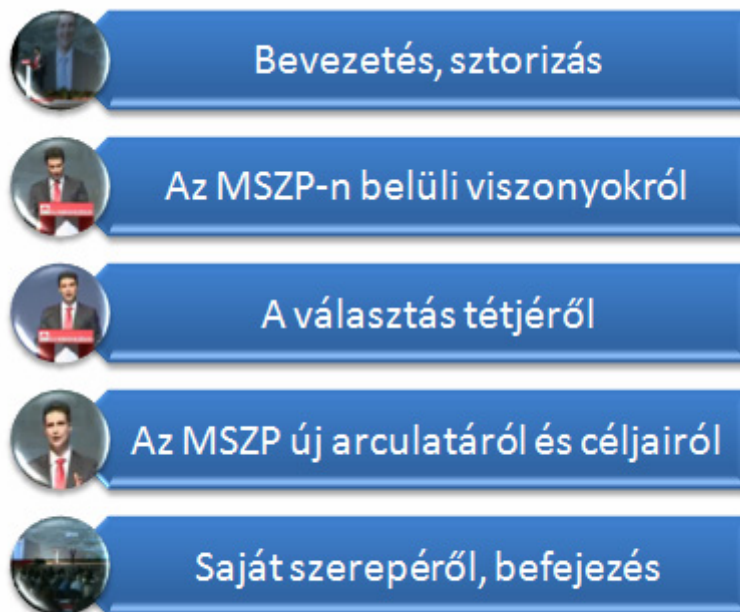 Bevezetés, sztorizás
Az MSZP-n belüli viszonyokról
A választás tétjéről
Az MSZP új arculatáról és céljairól
Saját szerepéről, befejezés